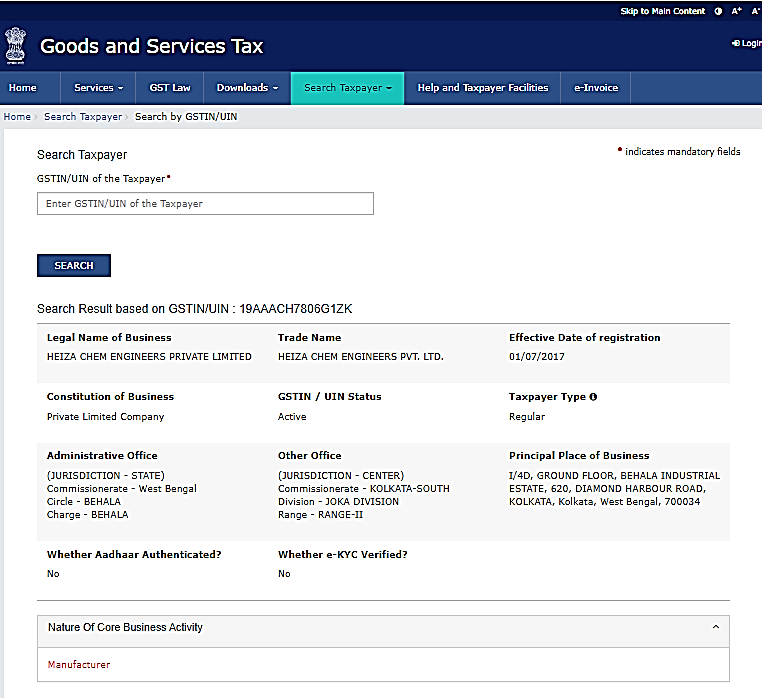 Skip to Main Content A+ A-
Goods and Services Tax
Login
Home Services GST Law Downloads Search Taxpayer Help and Taxpayer Facilities e-Invoice
Home › Search Taxpayer › Search by GSTIN/UIN
Search Taxpayer
• indicates mandatory fields
GSTIN/UIN of the Taxpayer•
Enter GSTIN/UIN of the Taxpayer
SEARCH
Search Result based on GSTIN/UIN : 19AAACH7806G1ZK
Legal Name of Business
HEIZA CHEM ENGINEERS PRIVATE LIMITED
Trade Name
HEIZA CHEM ENGINEERS PVT. LTD.
Effective Date of registration
01/07/2017
Constitution of Business
Private Limited Company
GSTIN / UIN Status
Active
Taxpayer Type
Regular
Administrative Office
(JURISDICTION - STATE)
Commissionerate - West Bengal
Circle - BEHALA
Charge - BEHALA
Other Office
(JURISDICTION - CENTER)
Commissionerate - KOLKATA-SOUTH
Division - JOKA DIVISION
Range - RANGE-II
Principal Place of Business
I/4D, GROUND FLOOR, BEHALA INDUSTRIAL
ESTATE, 620, DIAMOND HARBOUR ROAD,
KOLKATA, Kolkata, West Bengal, 700034
Whether Aadhaar Authenticated?
No
Whether e-KYC Verified?
No
Nature Of Core Business Activity
Manufacturer